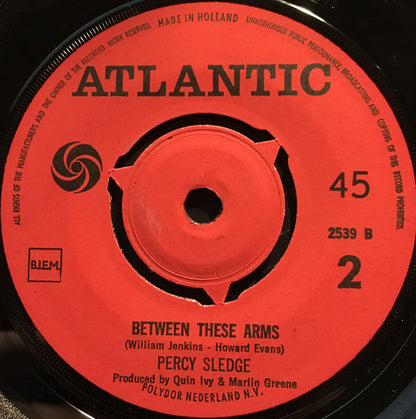 MADE IN HOLLAND
ALL RIGHTS OF THE MANUFACTURERS AND THE OWNER OF THE RECORDED WORK RESERVED. UNAUTHORISED PUBLIC PERFORMANCE, BROADCASTING AND COPYING OF THIS RECORD PROHIBITED.
ATLANTIC
45
2539 B
B.I.E.M.
2
BETWEEN THESE ARMS
(William Jenkins - Howard Evans)
PERCY SLEDGE
Produced by Quin Ivy & Marlin Greene
POLYDOR NEDERLAND N.V.